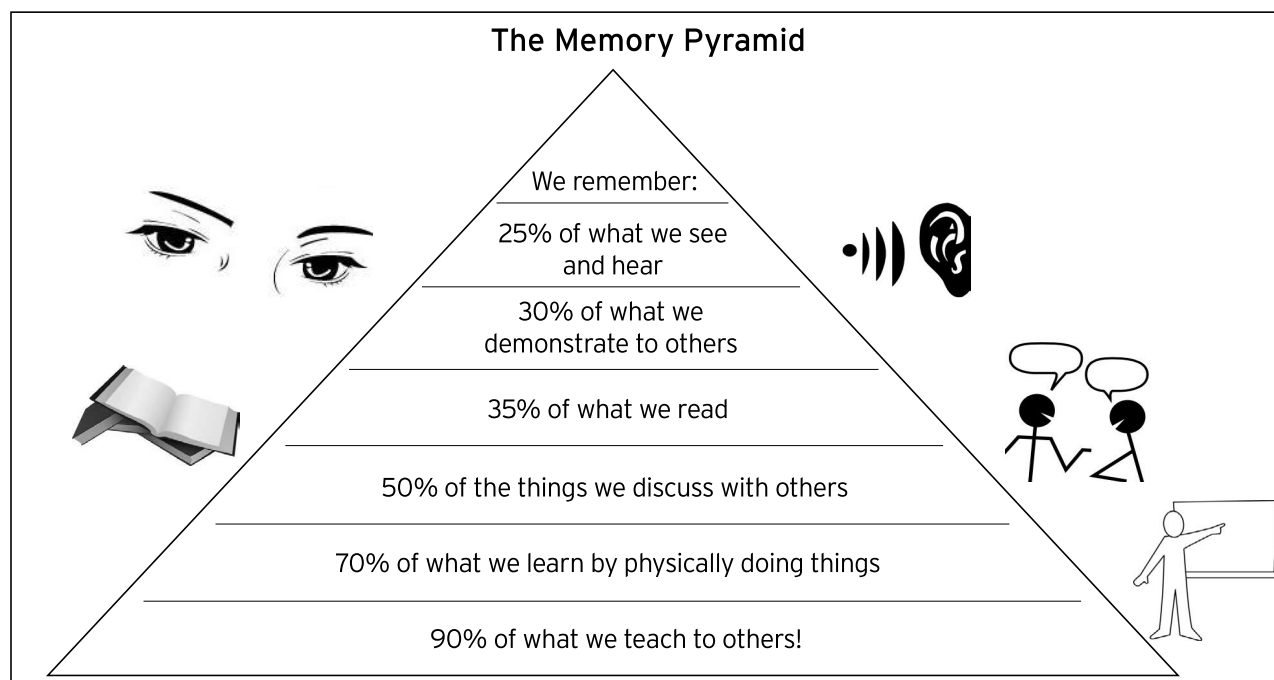 The Memory Pyramid
We remember:
25% of what we see
and hear
30% of what we
demonstrate to others
35% of what we read
50% of the things we discuss with others
70% of what we learn by physically doing things
90% of what we teach to others!